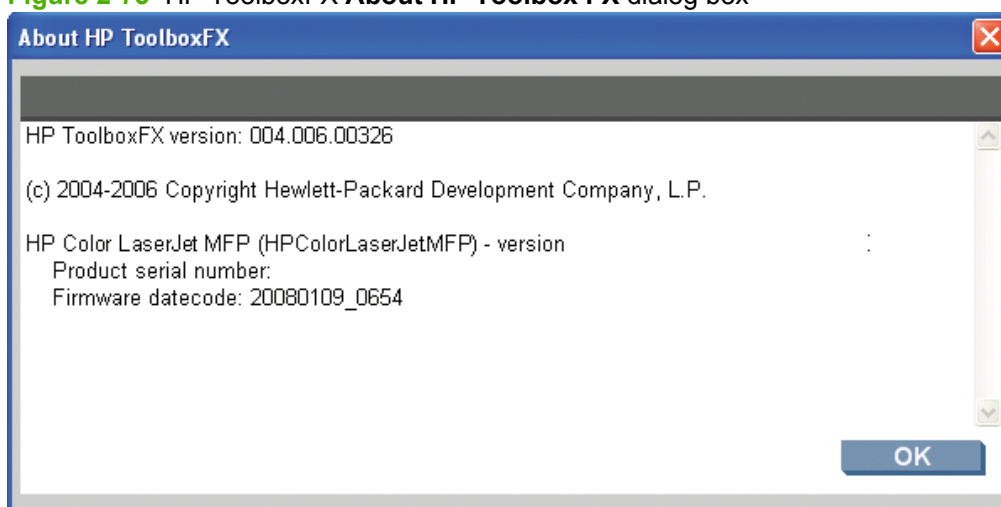 Figure 2-73 HP ToolboxFX About HP Toolbox FX dialog box
About HP ToolboxFX
HP ToolboxFX version: 004.006.00326
(c) 2004-2006 Copyright Hewlett-Packard Development Company, L.P.
HP Color LaserJet MFP (HPColorLaserJetMFP) - version :
Product serial number:
Firmware datecode: 20080109_0654
OK